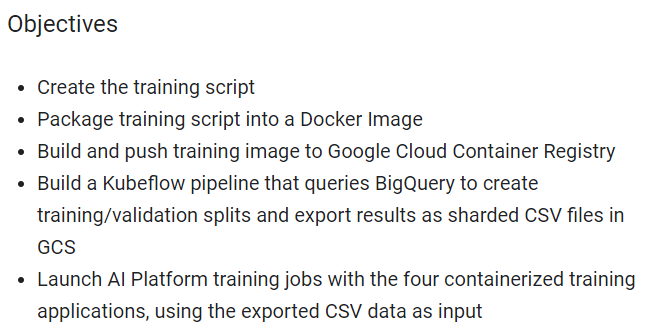 Objectives
• Create the training script
• Package training script into a Docker Image
• Build and push training image to Google Cloud Container Registry
• Build a Kubeflow pipeline that queries BigQuery to create
training/validation splits and export results as sharded CSV files in
GCS
• Launch AI Platform training jobs with the four containerized training
applications, using the exported CSV data as input